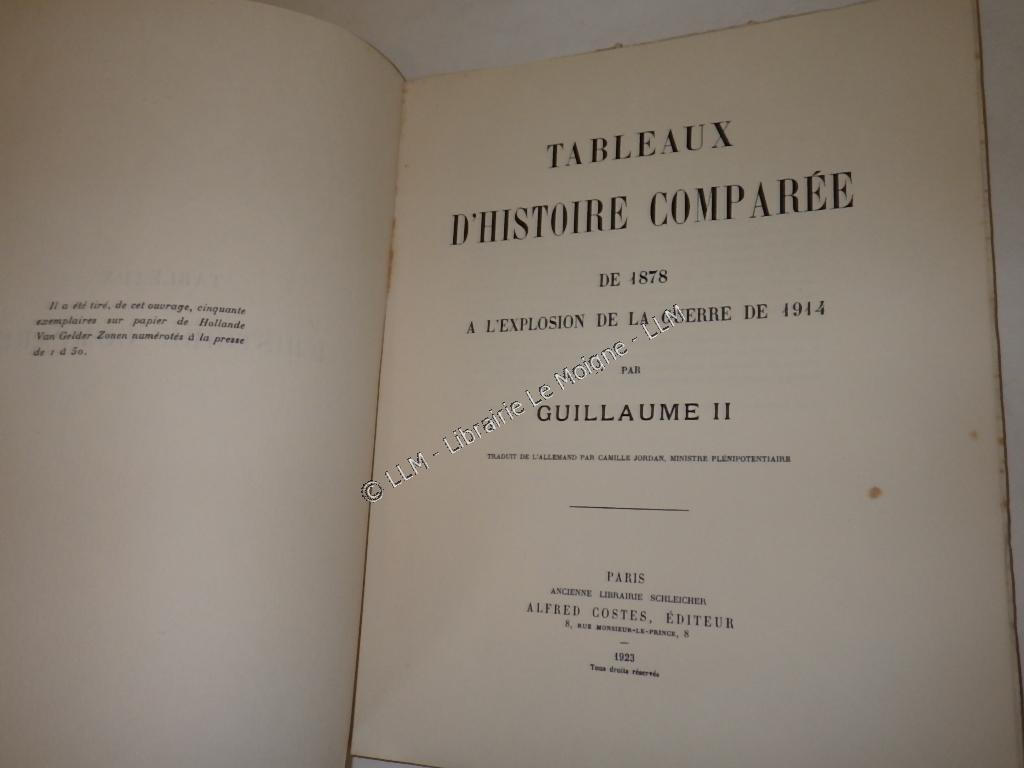 Il a été tiré, de cet ouvrage, cinquante
exemplaires sur papier de Hollande
Van Gelder Zonen numérotés à la presse
de 1 à 50.
TABLEAUX
D'HISTOIRE COMPARÉE
DE 1878
A L'EXPLOSION DE LA GUERRE DE 1914
PAR
GUILLAUME II
TRADUIT DE L'ALLEMAND PAR CAMILLE JORDAN, MINISTRE PLÉNIPOTENTIAIRE
PARIS
ANCIENNE LIBRAIRIE SCHLEICHER
ALFRED COSTES, ÉDITEUR
8, RUE MONSIEUR-LE-PRINCE, 8
1923
Tous droits réservés
© LLM - Librairie Le Moigne - LLM